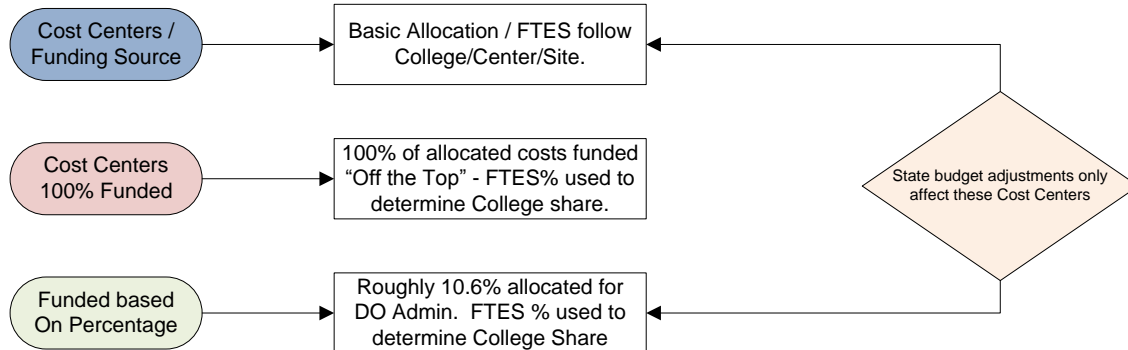 Cost Centers /
Funding Source
Basic Allocation / FTES follow
College/Center/Site.
Cost Centers
100% Funded
100% of allocated costs funded
“Off the Top” - FTES% used to
determine College share.
State budget adjustments only
affect these Cost Centers
Funded based
On Percentage
Roughly 10.6% allocated for
DO Admin.  FTES % used to
determine College Share